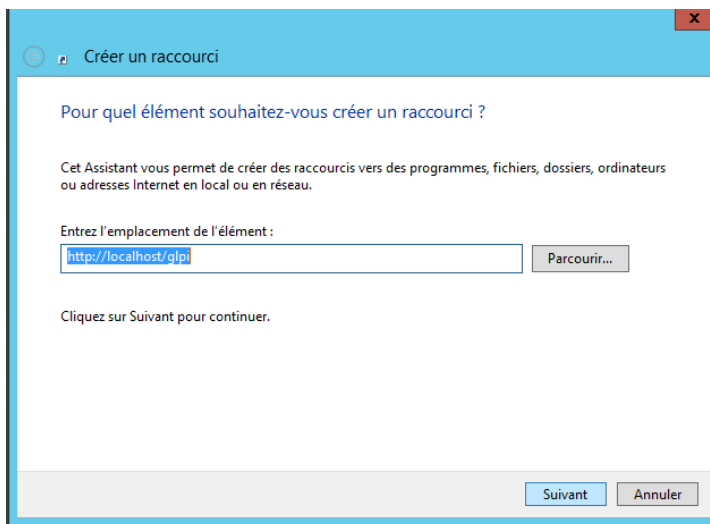 x
Créer un raccourci
Pour quel élément souhaitez-vous créer un raccourci ?
Cet Assistant vous permet de créer des raccourcis vers des programmes, fichiers, dossiers, ordinateurs
ou adresses Internet en local ou en réseau.
Entrez l'emplacement de l'élément :
http://localhost/glpi
Parcourir...
Cliquez sur Suivant pour continuer.
Suivant
Annuler